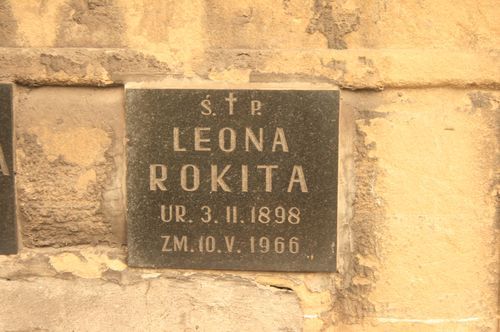 Ś. † P.
LEONA
ROKITA
UR. 3. II. 1898
ZM. 10. V. 1966
A